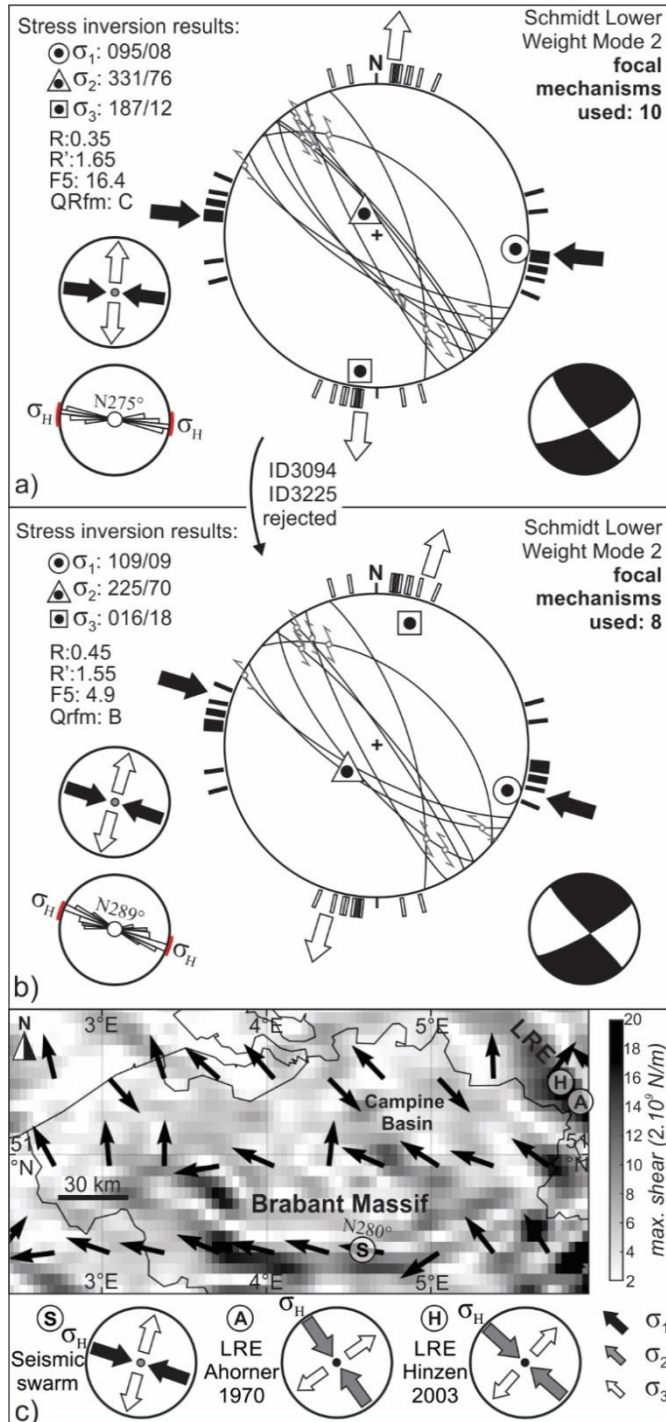 Stress inversion results:
σ1: 095/08
σ2: 331/76
σ3: 187/12
R:0.35
R':1.65
F5: 16.4
QRfm: C
Schmidt Lower
Weight Mode 2
focal
mechanisms
used: 10
N
N275°
σH
σH
a)
ID3094
ID3225
rejected
Stress inversion results:
σ1: 109/09
σ2: 225/70
σ3: 016/18
R:0.45
R':1.55
F5: 4.9
Qrfm: B
Schmidt Lower
Weight Mode 2
focal
mechanisms
used: 8
N
N289°
σH
σH
b)
N
3°E
4°E
5°E
LRE
H
A
Campine
Basin
51
°N
51
°N
30 km
Brabant Massif
N280°
S
3°E
4°E
5°E
20
18
16
14
12
10
8
6
4
2
max. shear (2.10⁹ N/m)
S
σH
Seismic
swarm
A
LRE
Ahorner
1970
σH
H
LRE
Hinzen
2003
σH
σ1
σ2
σ3
c)